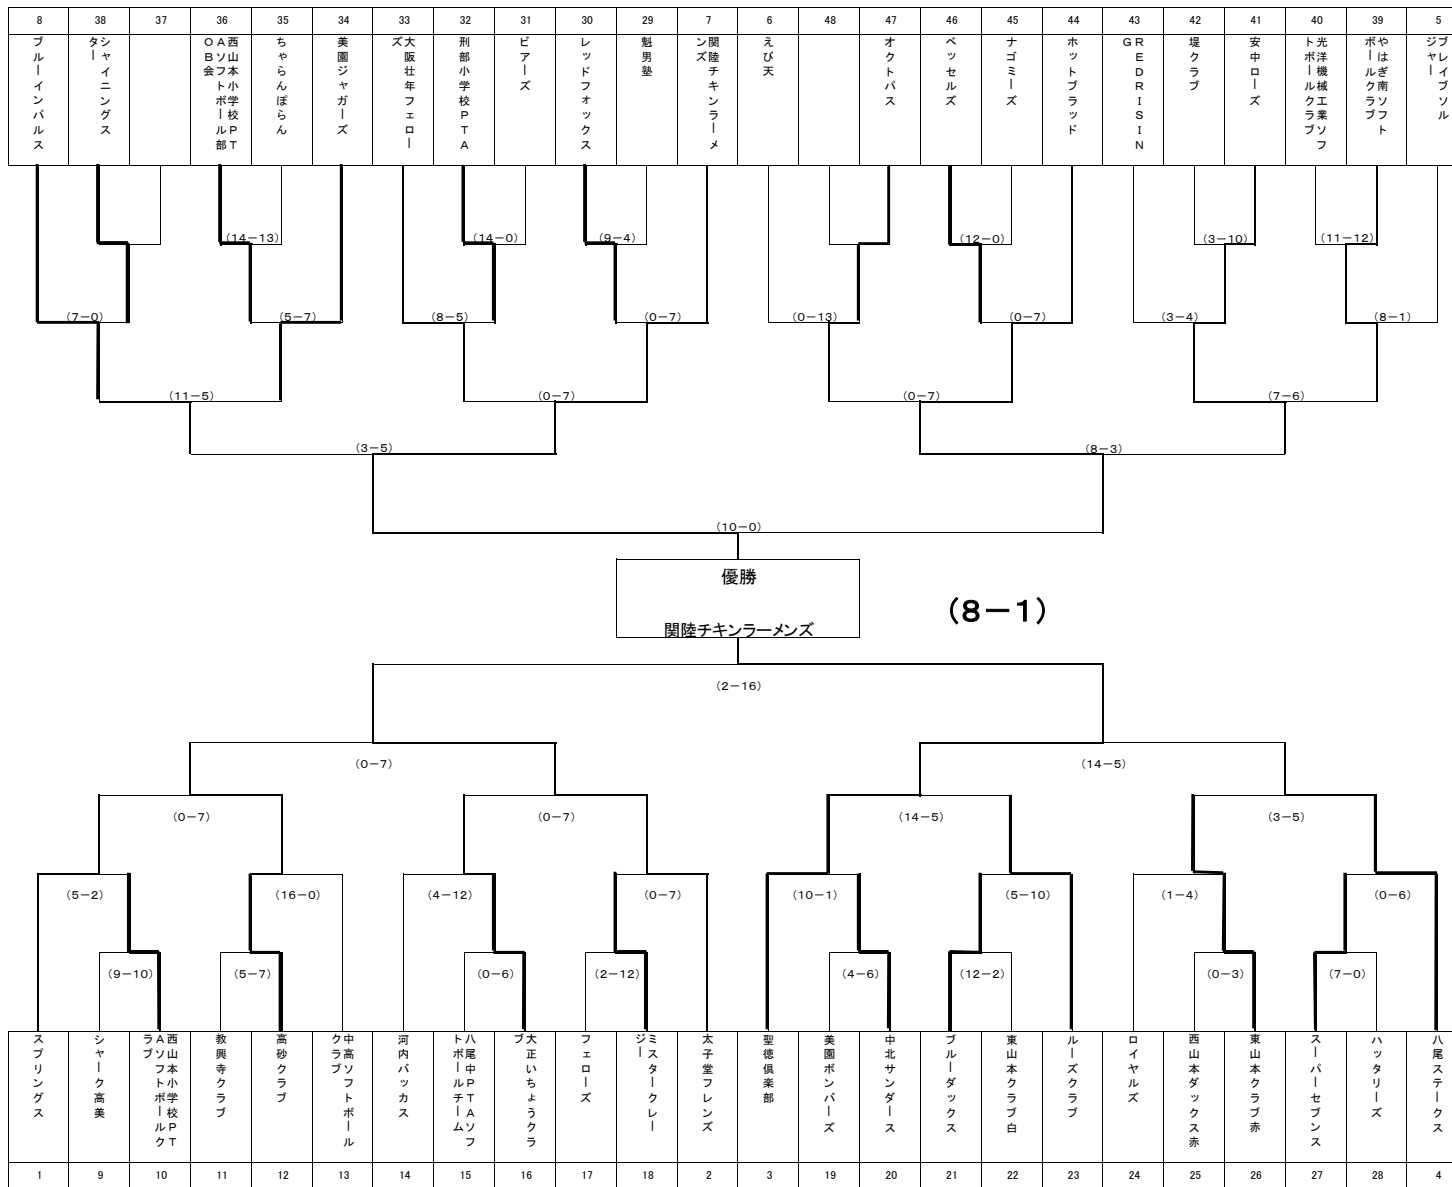 8 38 37 36 35 34 33 32 31 30 29 7 6 48 47 46 45 44 43 42 41 40 39 5
ブルーインパルス
シャイニングス
ター
西山本小学校PT
Aソフトボール部
OB会
ちゃらんぽらん
美園ジャガーズ
大阪壮年フェロー
ズ
刑部小学校PTA
ビアーズ
レッドフォックス
魁男塾
関陸チキンラーメ
ンズ
えび天
オクトパス
ベッセルズ
ナゴミーズ
ホットブラッド
REDRISIN
G
堤クラブ
安中ローズ
光洋機械工業ソフ
トボールクラブ
やはぎ南ソフト
ボールクラブ
ブレイブソル
ジャー
(14-13) (14-0) (9-4) (12-0) (3-10) (11-12)
(7-0) (5-7) (8-5) (0-7) (0-13) (0-7) (3-4) (8-1)
(11-5) (0-7) (0-7) (7-6)
(3-5) (8-3)
(10-0)
優勝
(8-1)
関陸チキンラーメンズ
(2-16)
(0-7) (14-5)
(0-7) (0-7) (14-5) (3-5)
(5-2) (16-0) (4-12) (0-7) (10-1) (5-10) (1-4) (0-6)
(9-10) (5-7) (0-6) (2-12) (4-6) (12-2) (0-3) (7-0)
スプリングス
シャーク高美
西山本小学校PT
Aソフトボールク
ラブ
教興寺クラブ
高砂クラブ
中高ソフトボール
クラブ
河内バッカス
八尾中PTAソフ
トボールチーム
大正いちょうクラ
ブ
フェローズ
ミスタークレー
ジー
太子堂フレンズ
聖徳倶楽部
美園ボンバーズ
中北サンダース
ブルーダックス
東山本クラブ白
ルーズクラブ
ロイヤルズ
西山本ダックス赤
東山本クラブ赤
スーパーセブンス
ハッタリーズ
八尾ステークス
1 9 10 11 12 13 14 15 16 17 18 2 3 19 20 21 22 23 24 25 26 27 28 4